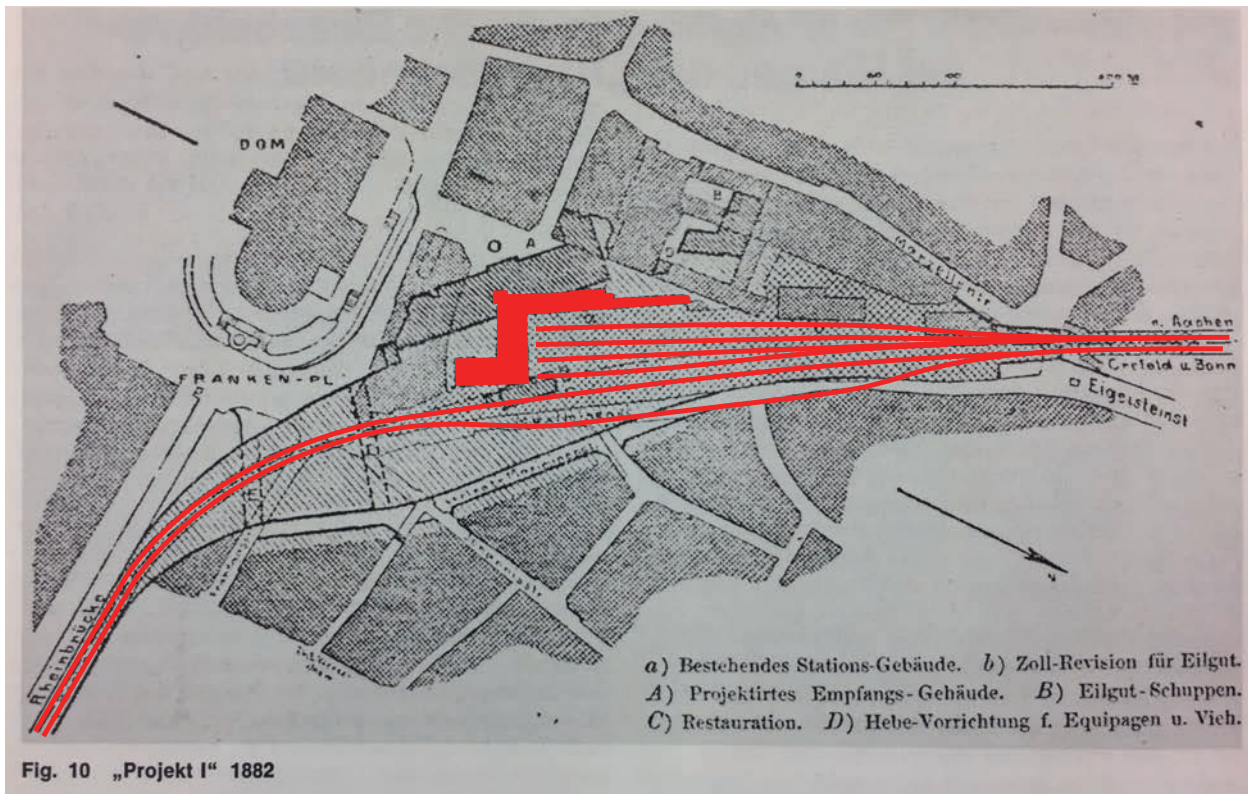 DOM
A
B
a
FRANKEN-PL.
Marzellenstr
n. Aachen
Crefeld u Bonn
Eigelsteinst
Rheinbrücke
a) Bestehendes Stations-Gebäude. b) Zoll-Revision für Eilgut.
A) Projektirtes Empfangs-Gebäude. B) Eilgut-Schuppen.
C) Restauration. D) Hebe-Vorrichtung f. Equipagen u. Vieh.
Fig. 10 „Projekt I“ 1882